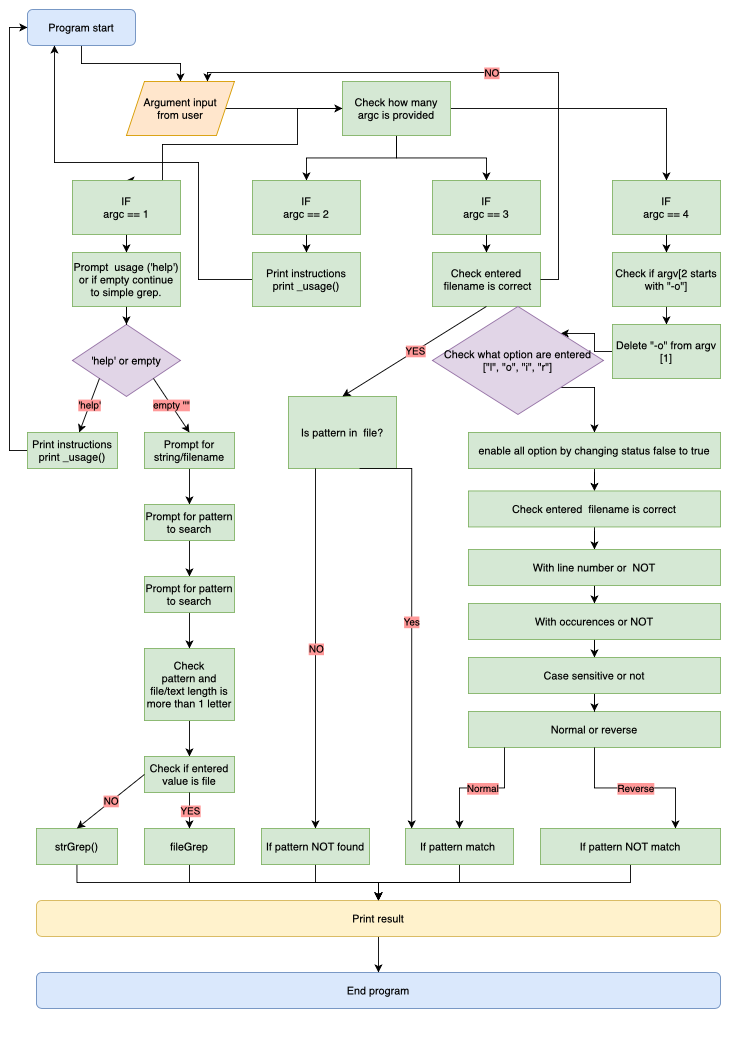 Program start
NO
Argument input
from user
Check how many
argc is provided
IF
argc == 1
IF
argc == 2
IF
argc == 3
IF
argc == 4
Prompt  usage ('help')
or if empty continue
to simple grep.
Print instructions
print _usage()
Check entered
filename is correct
Check if argv[2 starts
with "-o"]
'help' or empty
YES
Check what option are entered
["l", "o", "i", "r"]
Delete "-o" from argv
[1]
'help'
empty ""
Print instructions
print _usage()
Prompt for
string/filename
Is pattern in  file?
enable all option by changing status false to true
Prompt for pattern
to search
Check entered  filename is correct
Prompt for pattern
to search
With line number or  NOT
With occurences or NOT
NO
Yes
Check
pattern and
file/text length is
more than 1 letter
Case sensitive or not
Normal or reverse
Check if entered
value is file
Normal
Reverse
NO
YES
strGrep()
fileGrep
If pattern NOT found
If pattern match
If pattern NOT match
Print result
End program